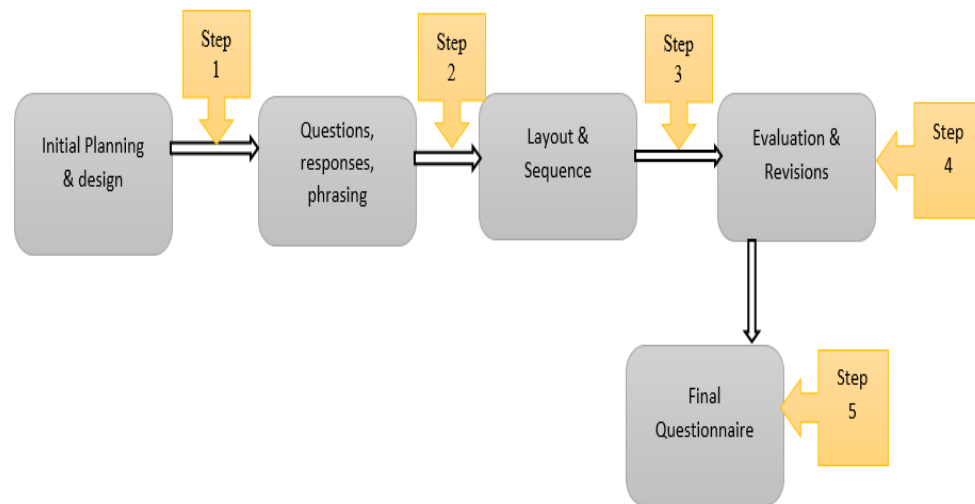 Step
1
Step
2
Step
3
Initial Planning
& design
Questions,
responses,
phrasing
Layout &
Sequence
Evaluation &
Revisions
Step
4
Final
Questionnaire
Step
5